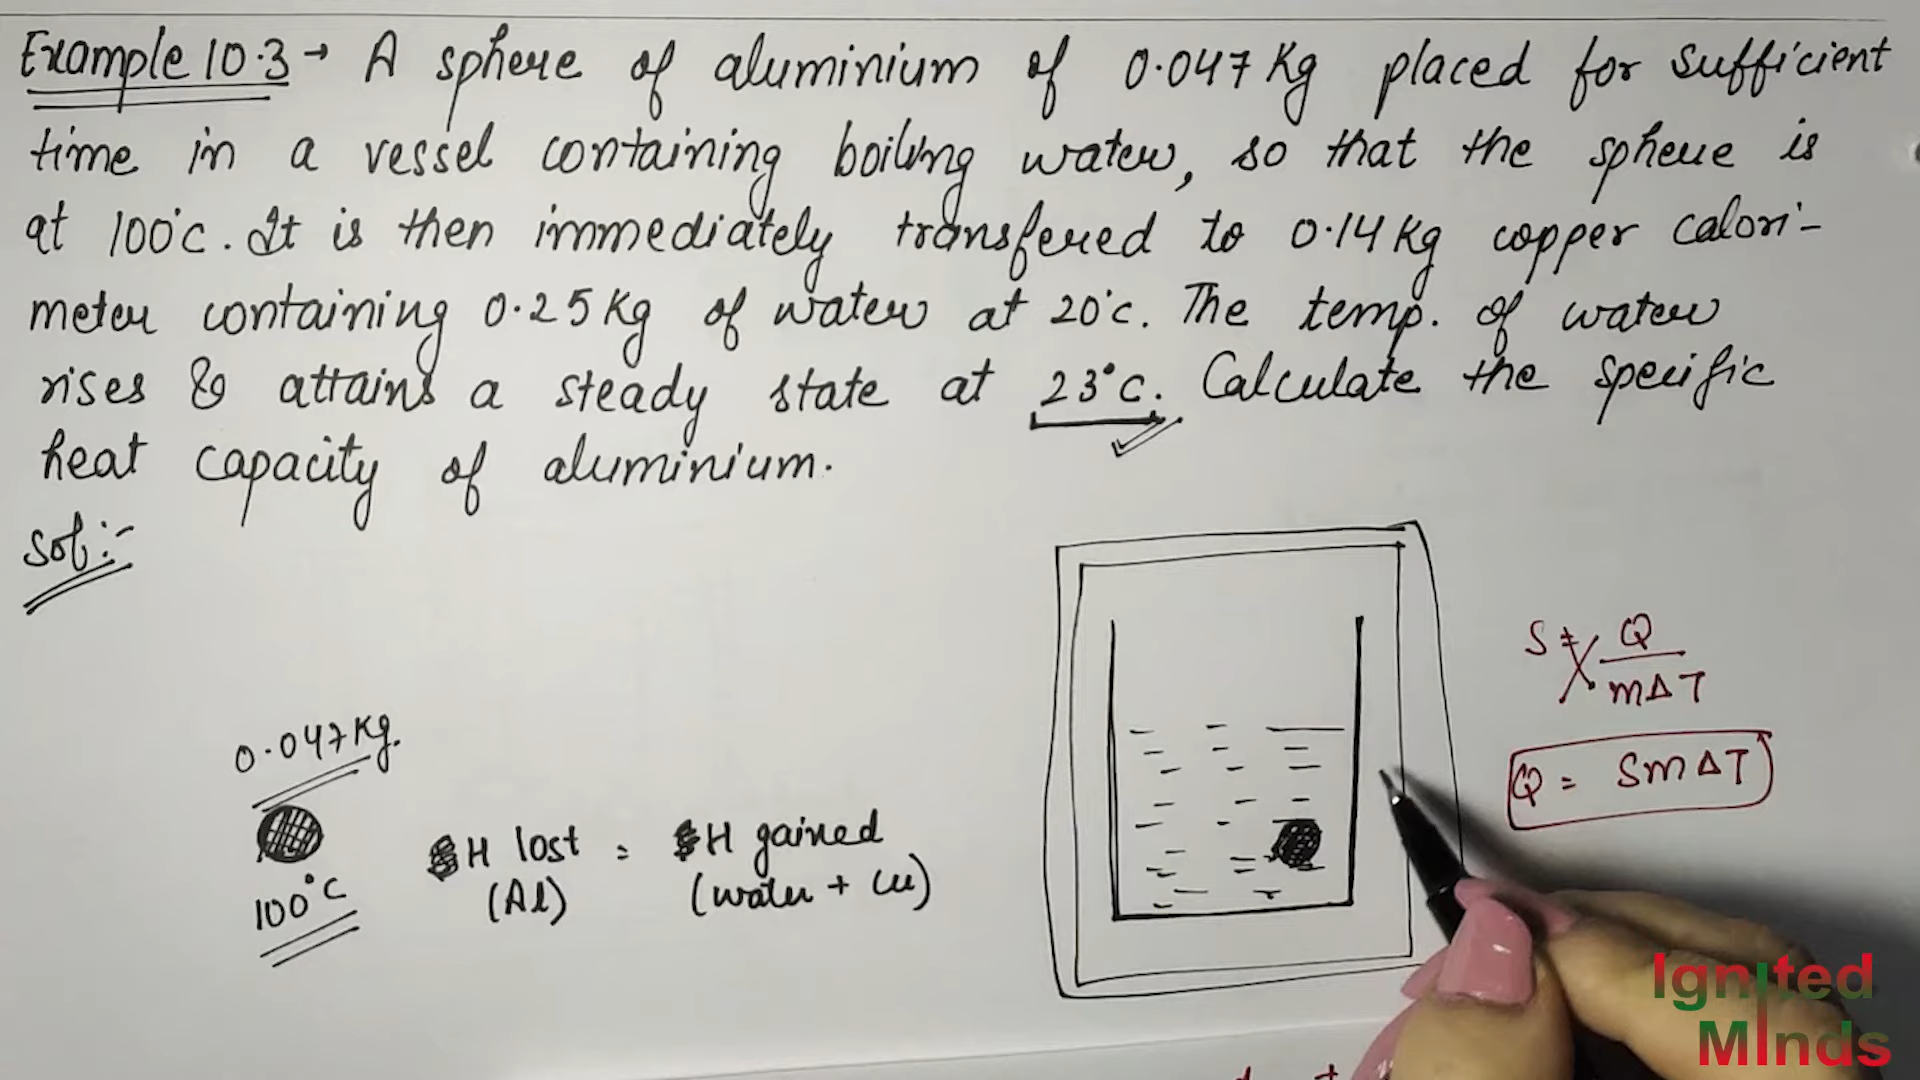 Example 10.3 → A sphere of aluminium of 0.047 Kg placed for sufficient
time in a vessel containing boiling water, so that the sphere is
at 100°C. It is then immediately transfered to 0.14 Kg copper calori-
meter containing 0.25 Kg of water at 20°C. The temp. of water
rises & attains a steady state at 23°C. Calculate the specific
heat capacity of aluminium.
Sol:-
S = Q / mΔT
0.047 Kg.
Q = SmΔT
H lost = H gained
(Al) (water + Cu)
100°C
Ignited
Minds